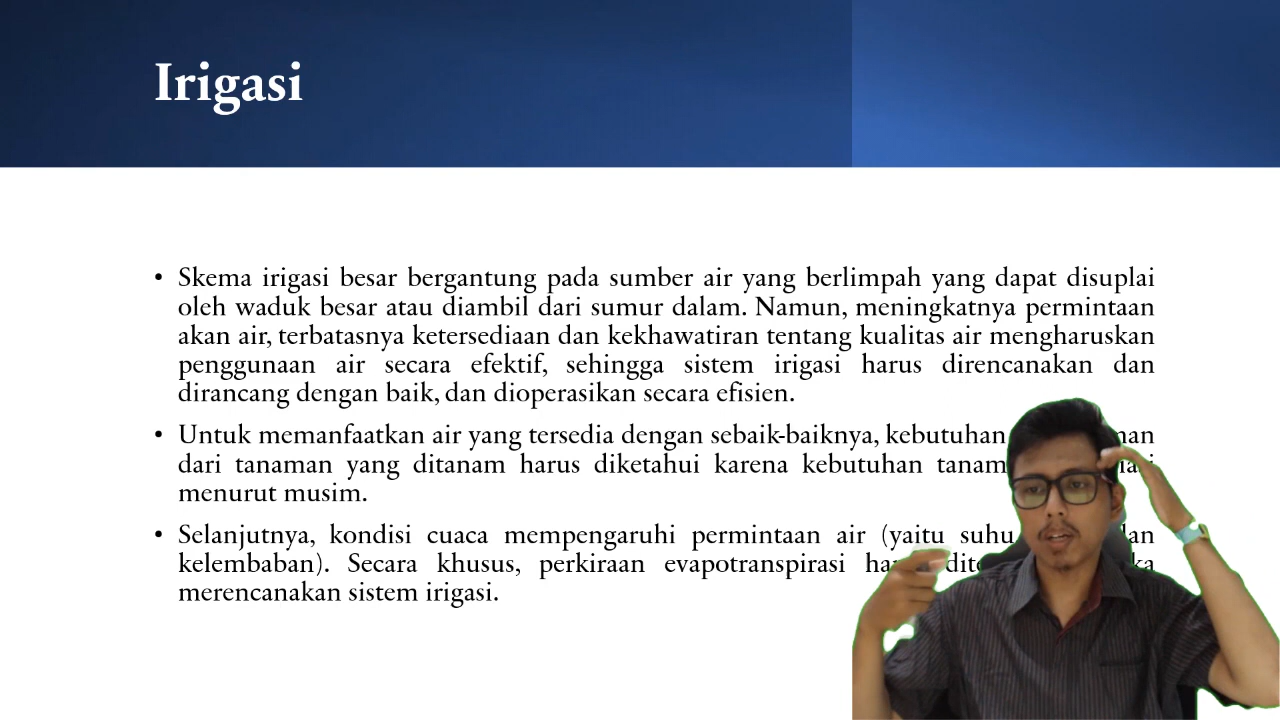 Irigasi
• Skema irigasi besar bergantung pada sumber air yang berlimpah yang dapat disuplai
oleh waduk besar atau diambil dari sumur dalam. Namun, meningkatnya permintaan
akan air, terbatasnya ketersediaan dan kekhawatiran tentang kualitas air mengharuskan
penggunaan air secara efektif, sehingga sistem irigasi harus direncanakan dan
dirancang dengan baik, dan dioperasikan secara efisien.
• Untuk memanfaatkan air yang tersedia dengan sebaik-baiknya, kebutuhan
dari tanaman yang ditanam harus diketahui karena kebutuhan
menurut musim.
• Selanjutnya, kondisi cuaca mempengaruhi permintaan air (yaitu suhu
kelembaban). Secara khusus, perkiraan evapotranspirasi
merencanakan sistem irigasi.